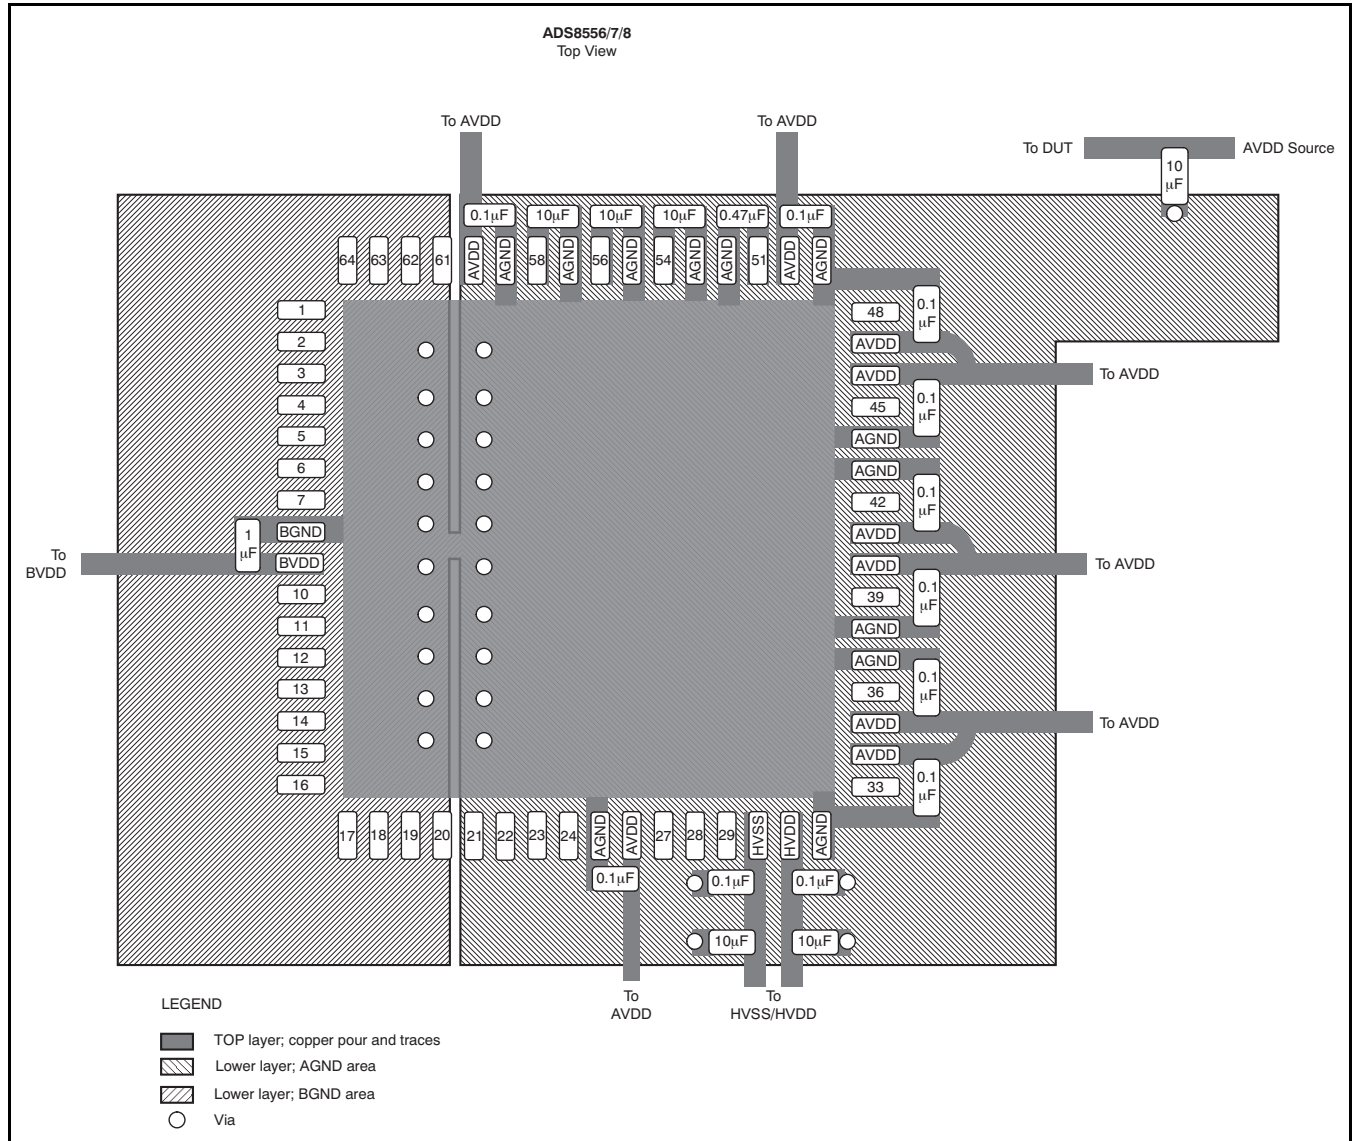 ADS8556/7/8
Top View
To AVDD
To AVDD
To DUT
AVDD Source
10
µF
0.1µF
10µF
10µF
10µF
0.47µF
0.1µF
64
63
62
61
AVDD
AGND
58
AGND
56
AGND
54
AGND
AGND
51
AVDD
AGND
1
2
3
4
5
6
7
BGND
BVDD
10
11
12
13
14
15
16
1
µF
To
BVDD
48
AVDD
AVDD
45
AGND
AGND
42
AVDD
AVDD
39
AGND
AGND
36
AVDD
AVDD
33
0.1
µF
0.1
µF
0.1
µF
0.1
µF
0.1
µF
0.1
µF
To AVDD
To AVDD
To AVDD
17
18
19
20
21
22
23
24
AGND
AVDD
27
28
29
HVSS
HVDD
AGND
0.1µF
0.1µF
0.1µF
10µF
10µF
To
AVDD
To
HVSS/HVDD
LEGEND
TOP layer; copper pour and traces
Lower layer; AGND area
Lower layer; BGND area
Via